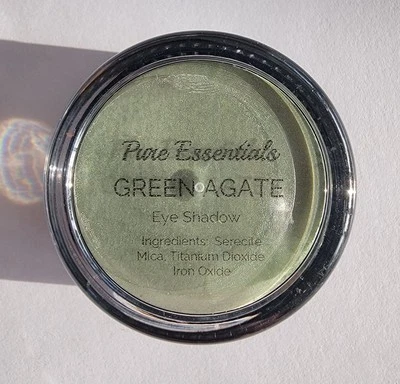 Pure Essentials
GREEN AGATE
Eye Shadow
Ingredients: Serecite
Mica, Titanium Dioxide
Iron Oxide